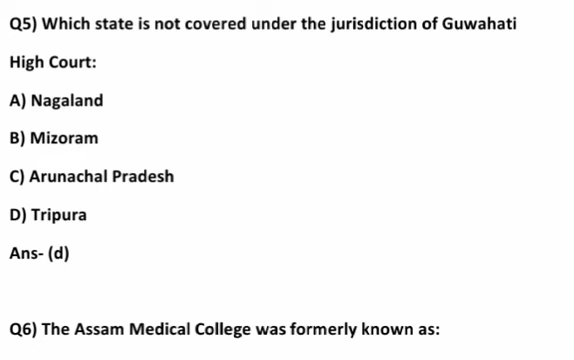 Q5) Which state is not covered under the jurisdiction of Guwahati
High Court:
A) Nagaland
B) Mizoram
C) Arunachal Pradesh
D) Tripura
Ans- (d)
Q6) The Assam Medical College was formerly known as: